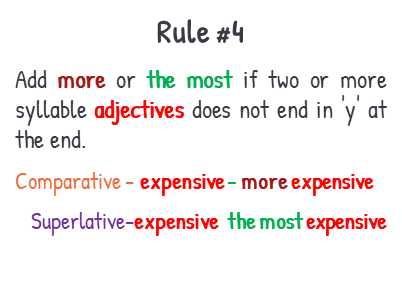 Rule #4
Add more or the most if two or more
syllable adjectives does not end in 'y' at
the end.
Comparative - expensive - more expensive
Superlative-expensive the most expensive